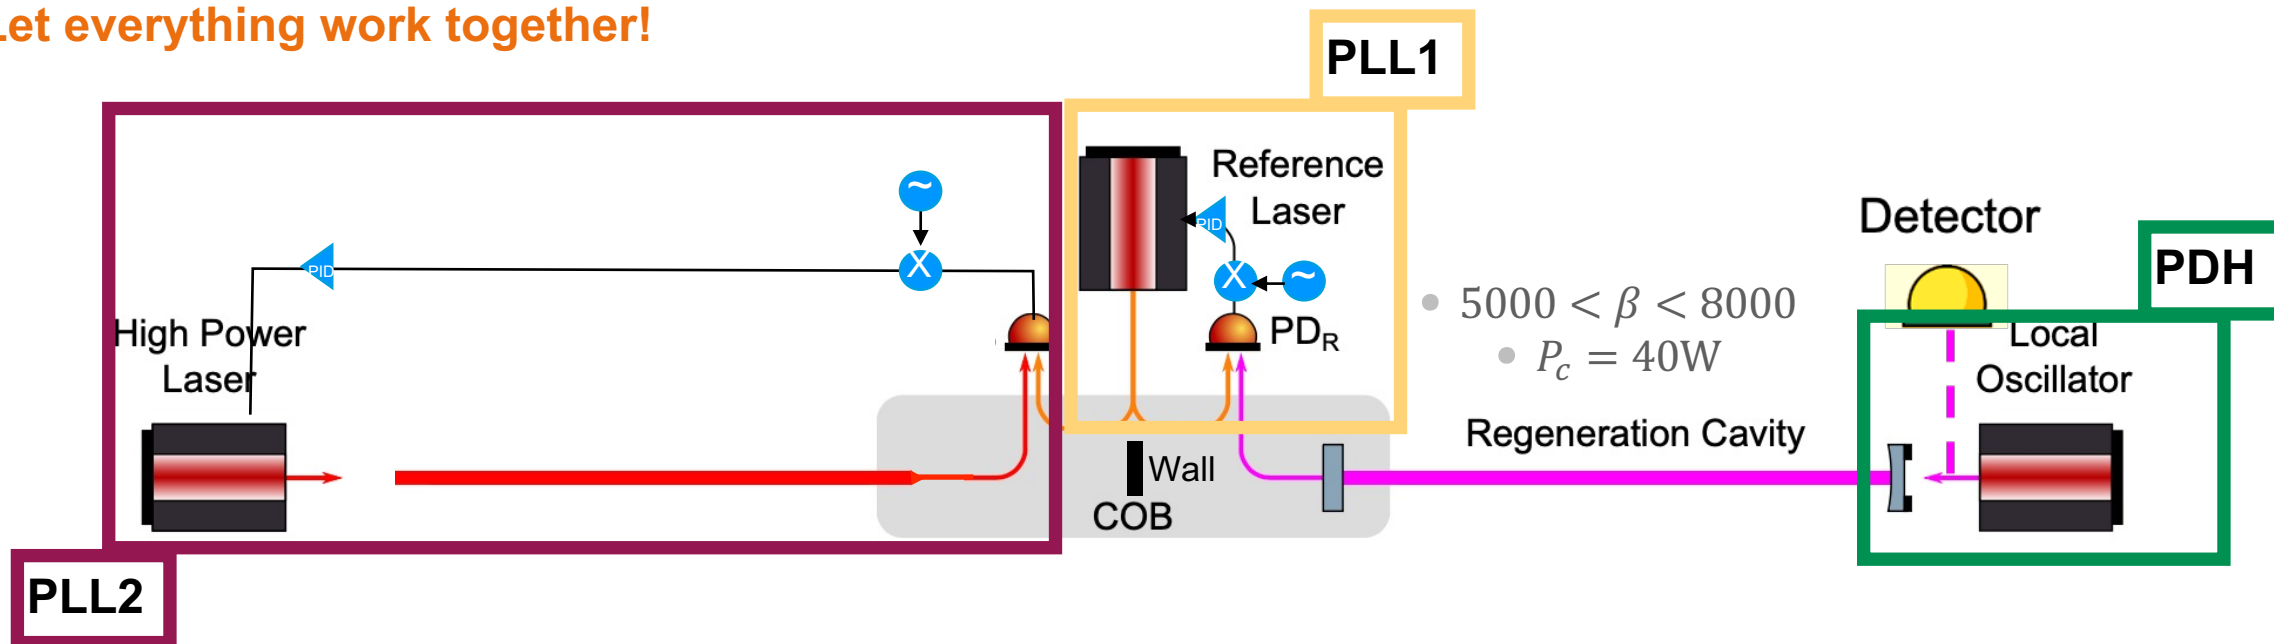 Let everything work together!
PLL1
Reference
Laser
PID
~
X
PD_R
~
X
PID
High Power
Laser
Wall
COB
PLL2
• 5000 < β < 8000
• P_c = 40W
Regeneration Cavity
Detector
PDH
Local
Oscillator